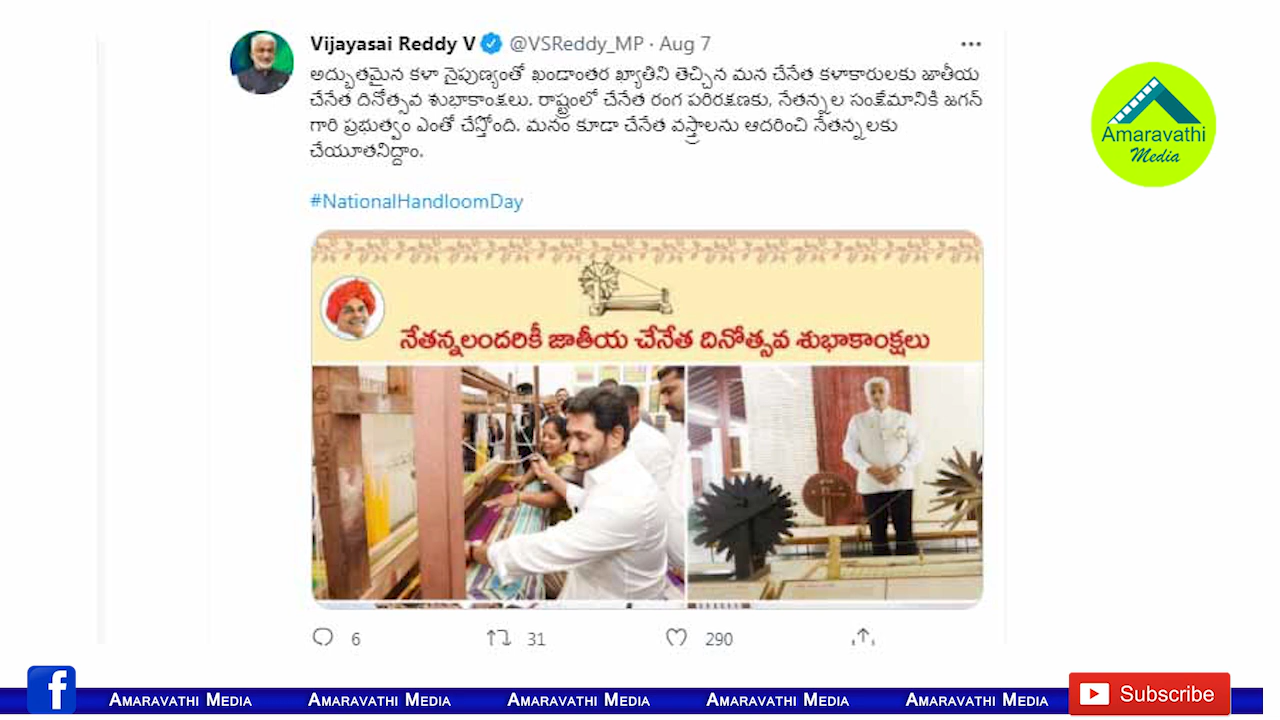 Vijayasai Reddy V @VSReddy_MP · Aug 7
అద్భుతమైన కళా నైపుణ్యంతో ఖండాంతర ఖ్యాతిని తెచ్చిన మన చేనేత కళాకారులకు జాతీయ
చేనేత దినోత్సవ శుభాకాంక్షలు. రాష్ట్రంలో చేనేత రంగ పరిరక్షణకు, నేతన్నల సంక్షేమానికి జగన్
గారి ప్రభుత్వం ఎంతో చేస్తోంది. మనం కూడా చేనేత వస్త్రాలను ఆదరించి నేతన్నలకు
చేయూతనిద్దాం.
#NationalHandloomDay
నేతన్నలందరికీ జాతీయ చేనేత దినోత్సవ శుభాకాంక్షలు
6 31 290
Amaravathi
Media
f Amaravathi Media Amaravathi Media Amaravathi Media Amaravathi Media Amaravathi Media Subscribe